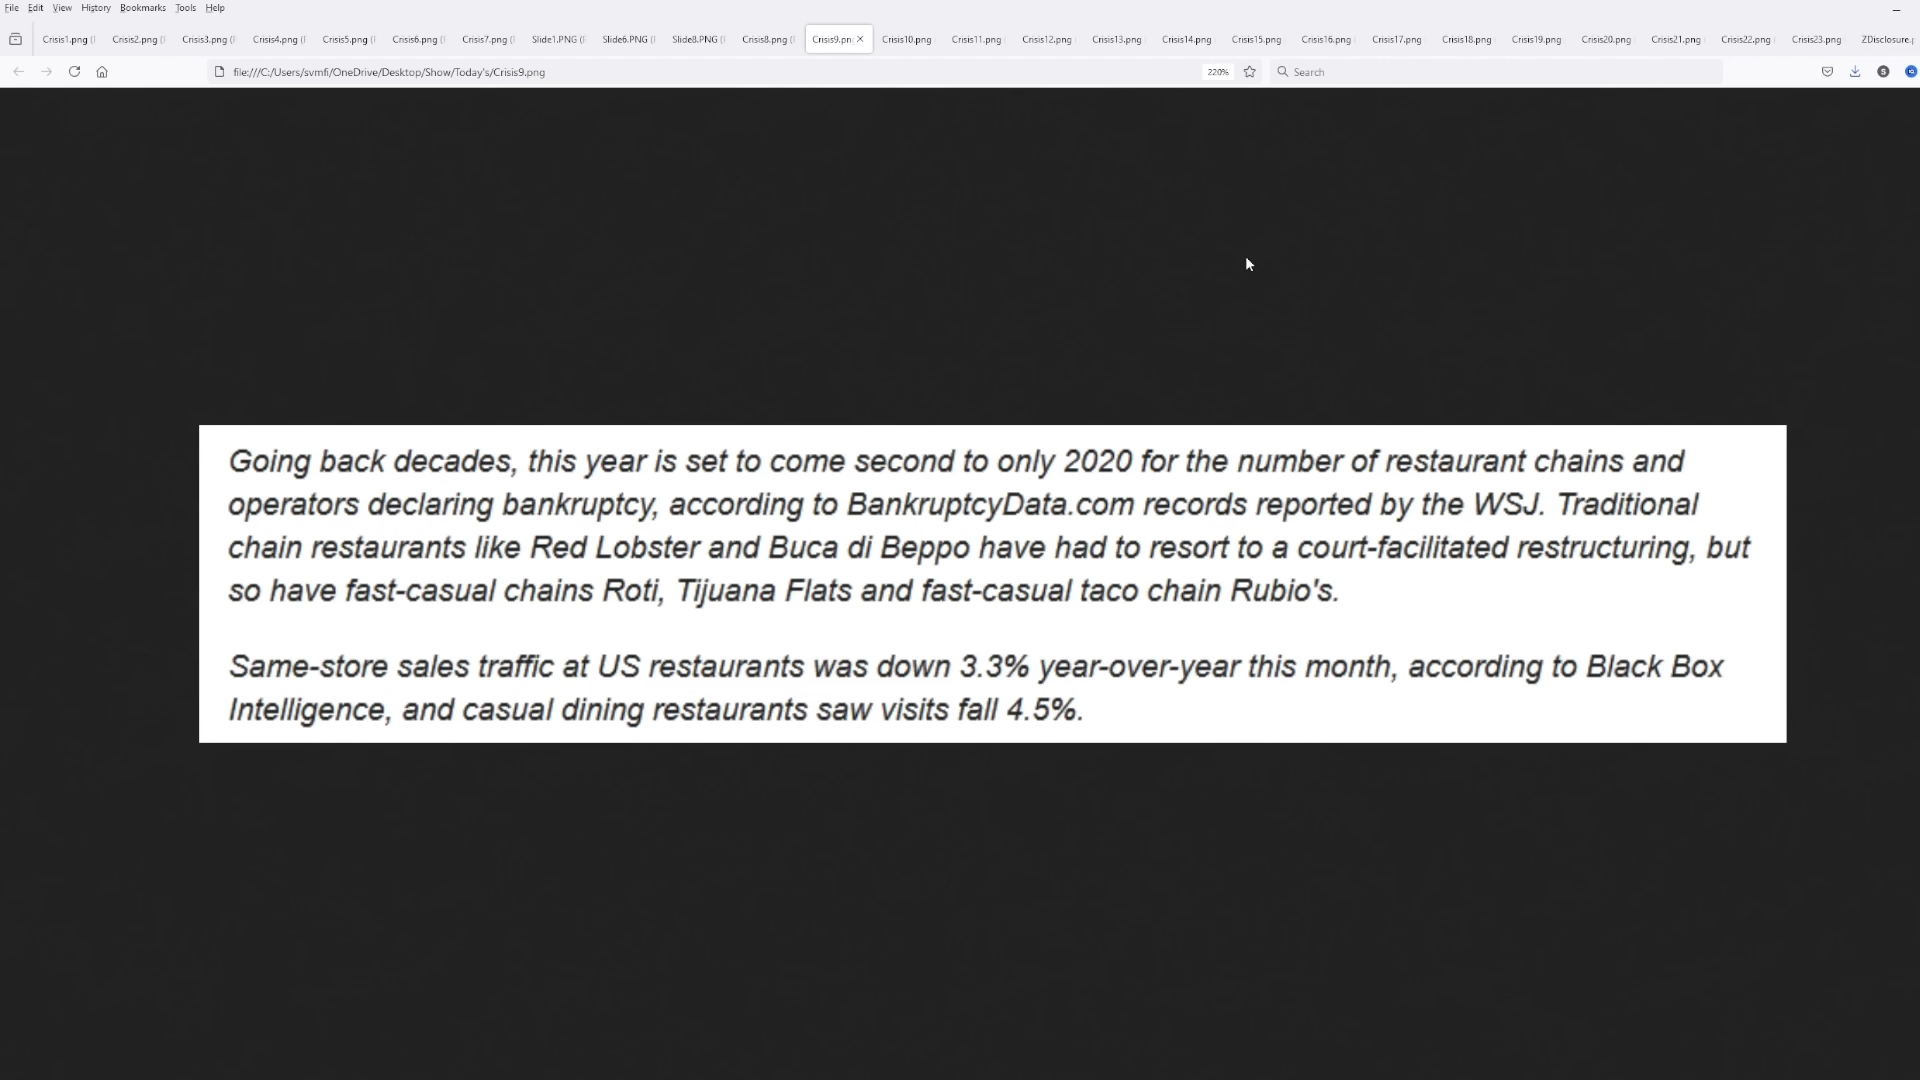 File Edit View History Bookmarks Tools Help
Crisis1.png Crisis2.png Crisis3.png Crisis4.png Crisis5.png Crisis6.png Crisis7.png Slide1.PNG Slide6.PNG Slide8.PNG Crisis8.png Crisis9.pn Crisis10.png Crisis11.png Crisis12.png Crisis13.png Crisis14.png Crisis15.png Crisis16.png Crisis17.png Crisis18.png Crisis19.png Crisis20.png Crisis21.png Crisis22.png Crisis23.png ZDisclosure.p
file:///C:/Users/svmfi/OneDrive/Desktop/Show/Today's/Crisis9.png 220% Search S
Going back decades, this year is set to come second to only 2020 for the number of restaurant chains and
operators declaring bankruptcy, according to BankruptcyData.com records reported by the WSJ. Traditional
chain restaurants like Red Lobster and Buca di Beppo have had to resort to a court-facilitated restructuring, but
so have fast-casual chains Roti, Tijuana Flats and fast-casual taco chain Rubio's.
Same-store sales traffic at US restaurants was down 3.3% year-over-year this month, according to Black Box
Intelligence, and casual dining restaurants saw visits fall 4.5%.